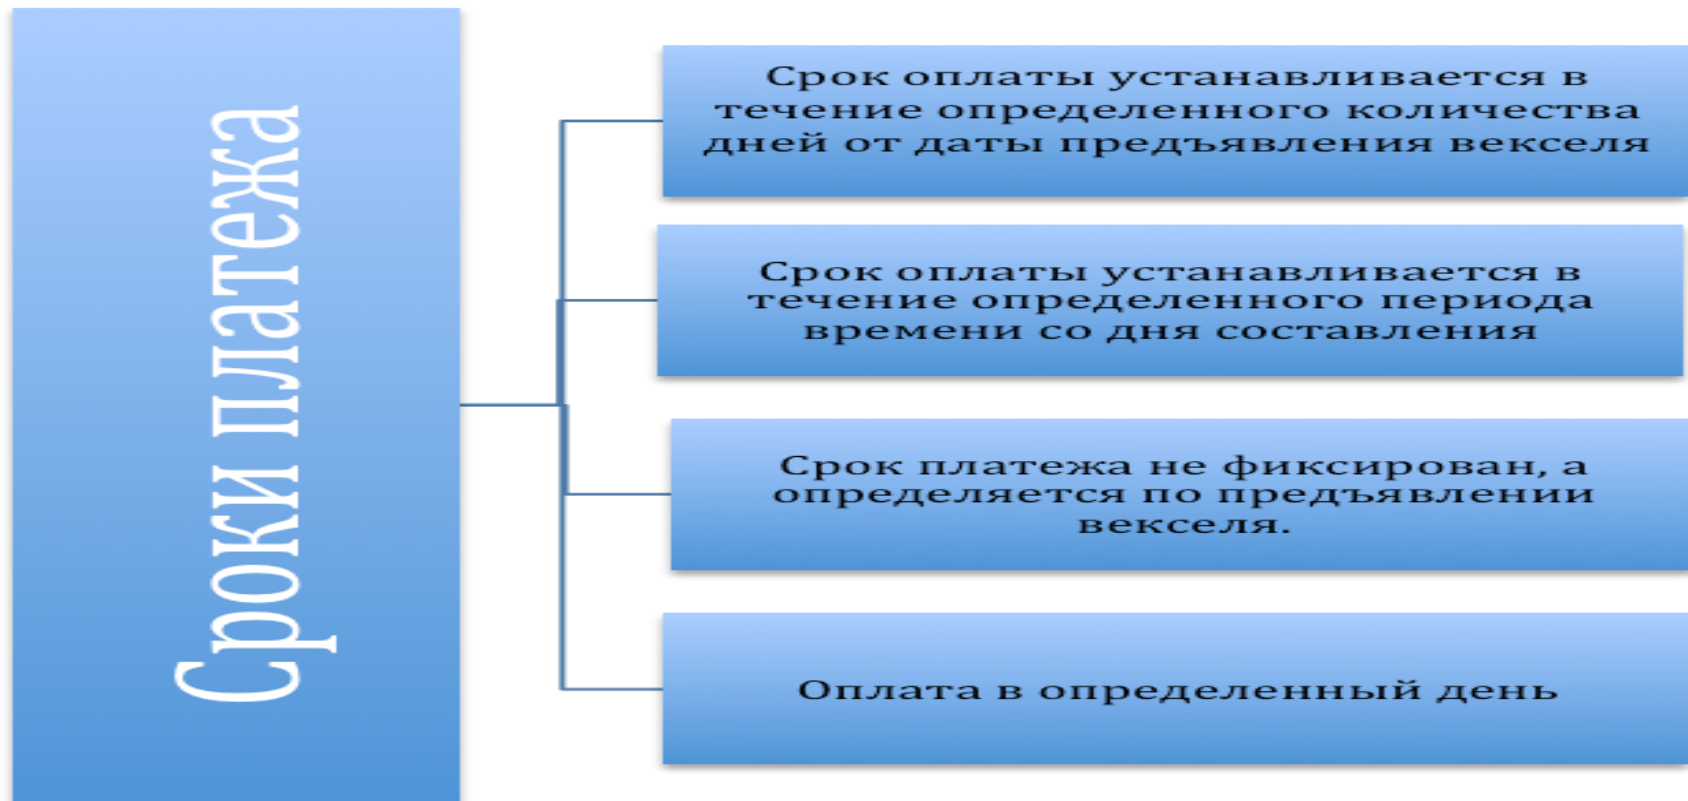 Сроки платежа
Срок оплаты устанавливается в
течение определенного количества
дней от даты предъявления векселя
Срок оплаты устанавливается в
течение определенного периода
времени со дня составления
Срок платежа не фиксирован, а
определяется по предъявлении
векселя.
Оплата в определенный день